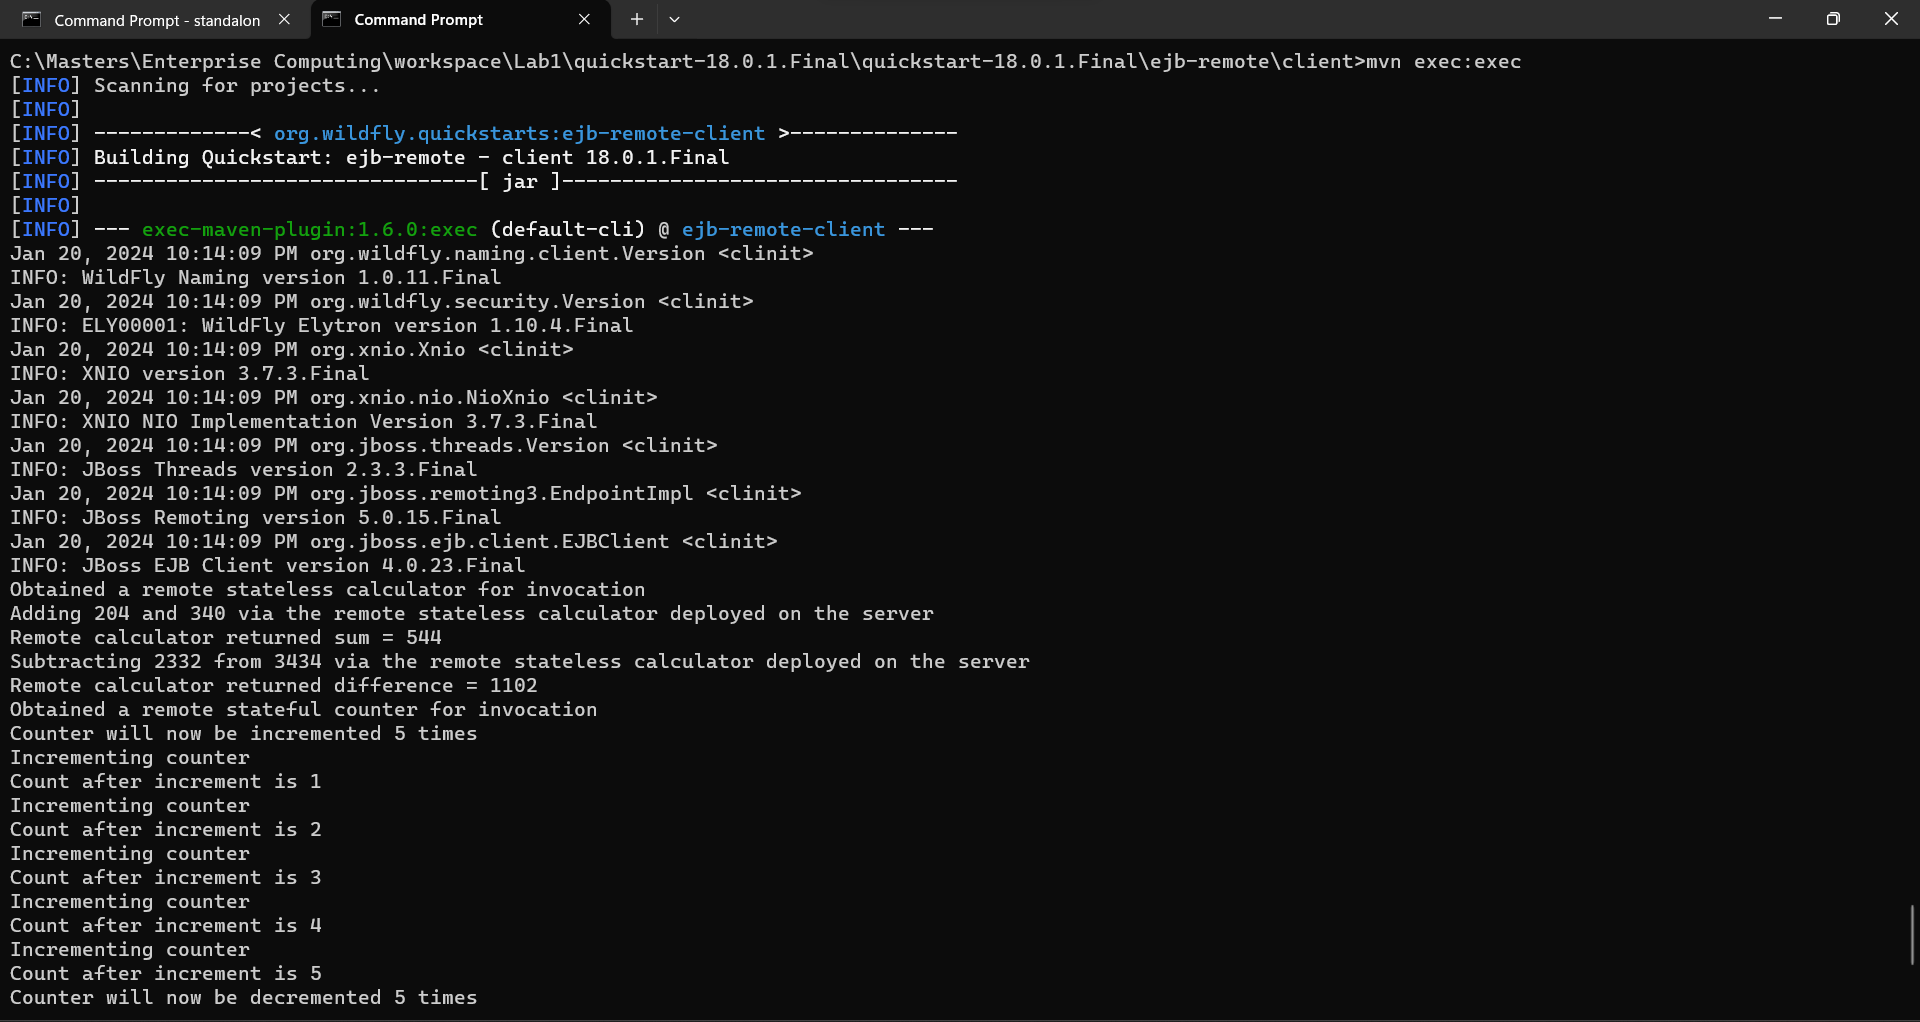 Command Prompt - standalon
Command Prompt
C:\Masters\Enterprise Computing\workspace\Lab1\quickstart-18.0.1.Final\quickstart-18.0.1.Final\ejb-remote\client>mvn exec:exec
[INFO] Scanning for projects...
[INFO]
[INFO] -------------< org.wildfly.quickstarts:ejb-remote-client >--------------
[INFO] Building Quickstart: ejb-remote - client 18.0.1.Final
[INFO] --------------------------------[ jar ]---------------------------------
[INFO]
[INFO] --- exec-maven-plugin:1.6.0:exec (default-cli) @ ejb-remote-client ---
Jan 20, 2024 10:14:09 PM org.wildfly.naming.client.Version <clinit>
INFO: WildFly Naming version 1.0.11.Final
Jan 20, 2024 10:14:09 PM org.wildfly.security.Version <clinit>
INFO: ELY00001: WildFly Elytron version 1.10.4.Final
Jan 20, 2024 10:14:09 PM org.xnio.Xnio <clinit>
INFO: XNIO version 3.7.3.Final
Jan 20, 2024 10:14:09 PM org.xnio.nio.NioXnio <clinit>
INFO: XNIO NIO Implementation Version 3.7.3.Final
Jan 20, 2024 10:14:09 PM org.jboss.threads.Version <clinit>
INFO: JBoss Threads version 2.3.3.Final
Jan 20, 2024 10:14:09 PM org.jboss.remoting3.EndpointImpl <clinit>
INFO: JBoss Remoting version 5.0.15.Final
Jan 20, 2024 10:14:09 PM org.jboss.ejb.client.EJBClient <clinit>
INFO: JBoss EJB Client version 4.0.23.Final
Obtained a remote stateless calculator for invocation
Adding 204 and 340 via the remote stateless calculator deployed on the server
Remote calculator returned sum = 544
Subtracting 2332 from 3434 via the remote stateless calculator deployed on the server
Remote calculator returned difference = 1102
Obtained a remote stateful counter for invocation
Counter will now be incremented 5 times
Incrementing counter
Count after increment is 1
Incrementing counter
Count after increment is 2
Incrementing counter
Count after increment is 3
Incrementing counter
Count after increment is 4
Incrementing counter
Count after increment is 5
Counter will now be decremented 5 times